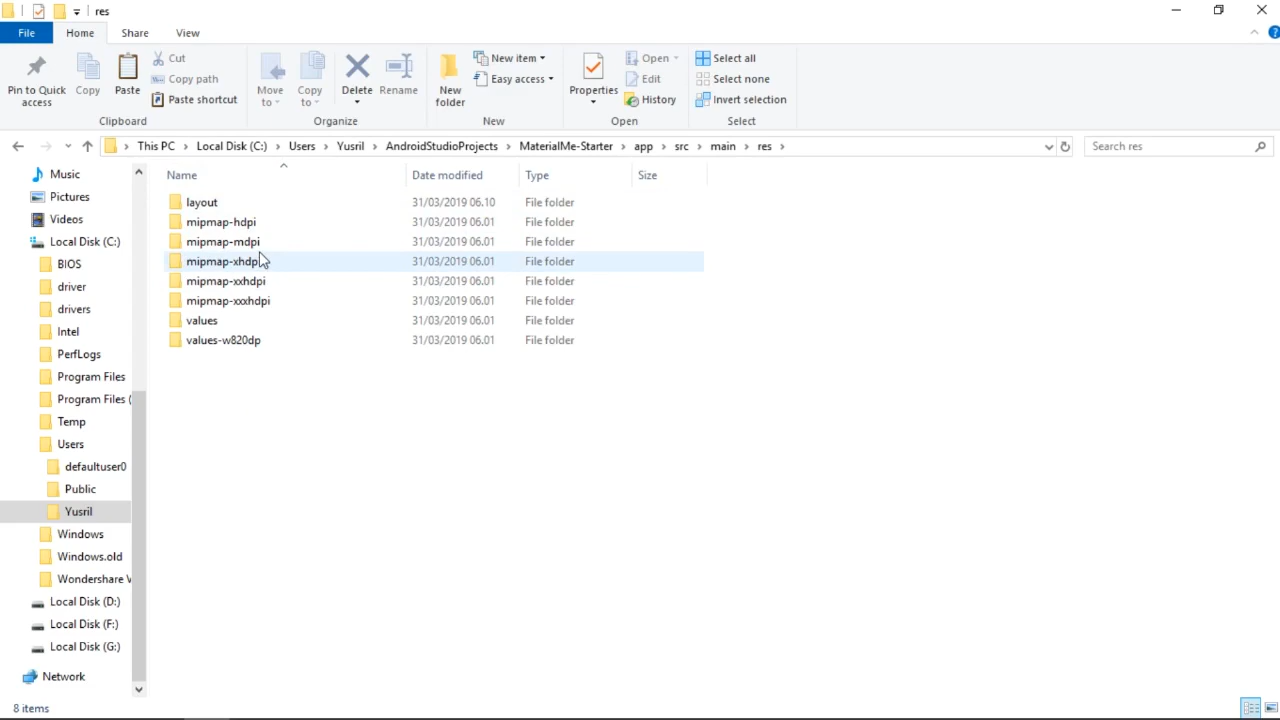 res
File Home Share View
Pin to Quick access
Copy
Paste
Cut
Copy path
Paste shortcut
Clipboard
Move to
Copy to
Delete
Rename
Organize
New folder
New item
Easy access
New
Properties
Open
Edit
History
Open
Select all
Select none
Invert selection
Select
This PC > Local Disk (C:) > Users > Yusril > AndroidStudioProjects > MaterialMe-Starter > app > src > main > res >
Search res
Music
Pictures
Videos
Local Disk (C:)
BIOS
driver
drivers
Intel
PerfLogs
Program Files
Program Files (
Temp
Users
defaultuser0
Public
Yusril
Windows
Windows.old
Wondershare
Local Disk (D:)
Local Disk (F:)
Local Disk (G:)
Network
Name Date modified Type Size
layout 31/03/2019 06.10 File folder
mipmap-hdpi 31/03/2019 06.01 File folder
mipmap-mdpi 31/03/2019 06.01 File folder
mipmap-xhdpi 31/03/2019 06.01 File folder
mipmap-xxhdpi 31/03/2019 06.01 File folder
mipmap-xxxhdpi 31/03/2019 06.01 File folder
values 31/03/2019 06.01 File folder
values-w820dp 31/03/2019 06.01 File folder
8 items